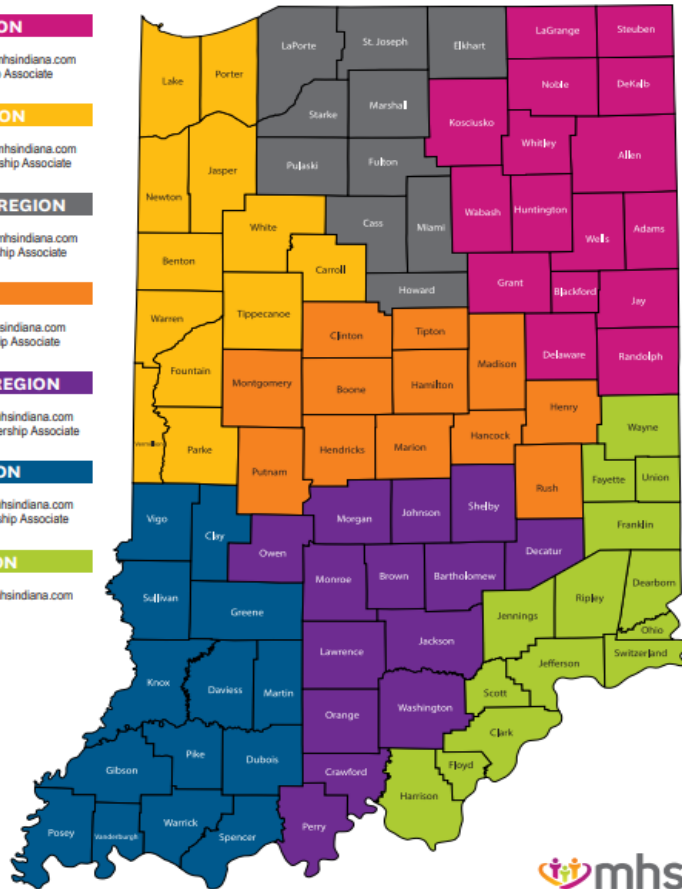 ON
mhsindiana.com
Associate
ON
mhsindiana.com
ship Associate
REGION
mhsindiana.com
hip Associate
sindiana.com
ip Associate
REGION
hsindiana.com
ership Associate
ON
hsindiana.com
ship Associate
ON
hsindiana.com
LaPorte
St. Joseph
Elkhart
LaGrange
Steuben
Lake
Porter
Noble
DeKalb
Starke
Marshall
Kosciusko
Whitley
Allen
Jasper
Pulaski
Fulton
Newton
White
Cass
Miami
Wabash
Huntington
Wells
Adams
Benton
Carroll
Howard
Grant
Blackford
Jay
Warren
Tippecanoe
Clinton
Tipton
Madison
Delaware
Randolph
Fountain
Montgomery
Boone
Hamilton
Henry
Vermillion
Parke
Putnam
Hendricks
Marion
Hancock
Wayne
Rush
Fayette
Union
Vigo
Clay
Owen
Morgan
Johnson
Shelby
Decatur
Franklin
Sullivan
Greene
Monroe
Brown
Bartholomew
Jennings
Ripley
Dearborn
Ohio
Switzerland
Knox
Daviess
Martin
Lawrence
Jackson
Jefferson
Scott
Orange
Washington
Clark
Gibson
Pike
Dubois
Crawford
Floyd
Harrison
Posey
Vanderburgh
Warrick
Spencer
Perry
mhs